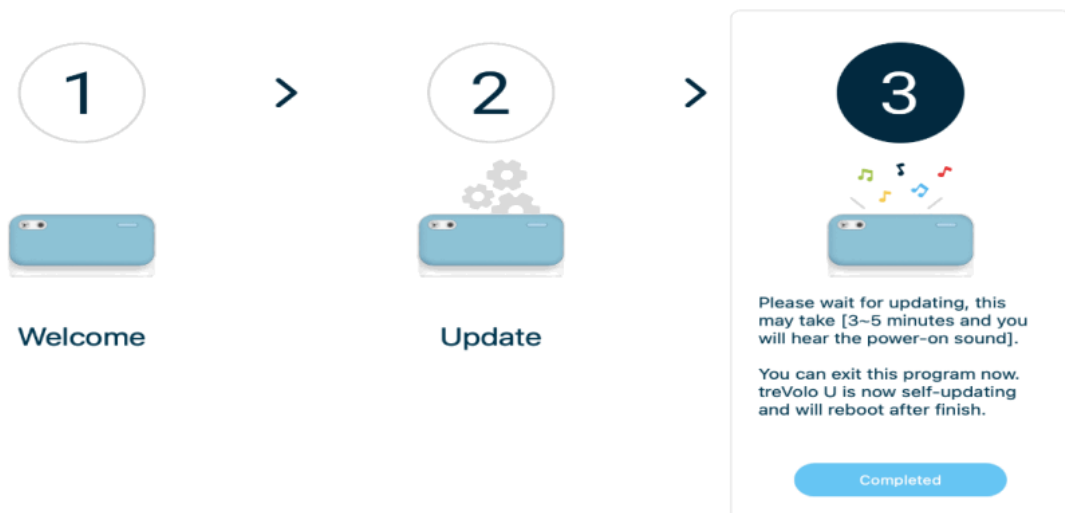 1
>
2
>
3
Welcome
Update
Please wait for updating, this
may take [3~5 minutes and you
will hear the power-on sound].
You can exit this program now.
treVolo U is now self-updating
and will reboot after finish.
Completed